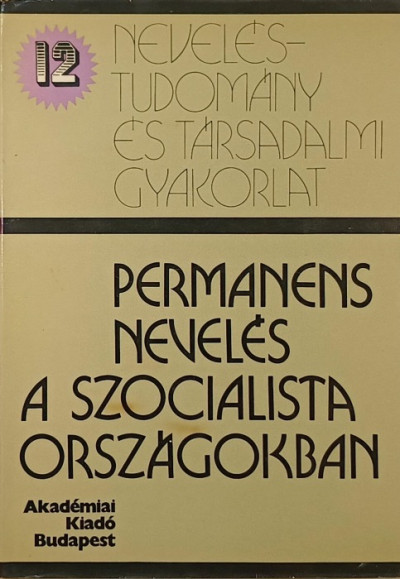 12
NEVELÉS-
TUDOMÁNY
ÉS TÁRSADALMI
GYAKORLAT
PERMANENS
NEVELÉS
A SZOCIALISTA
ORSZÁGOKBAN
Akadémiai
Kiadó
Budapest